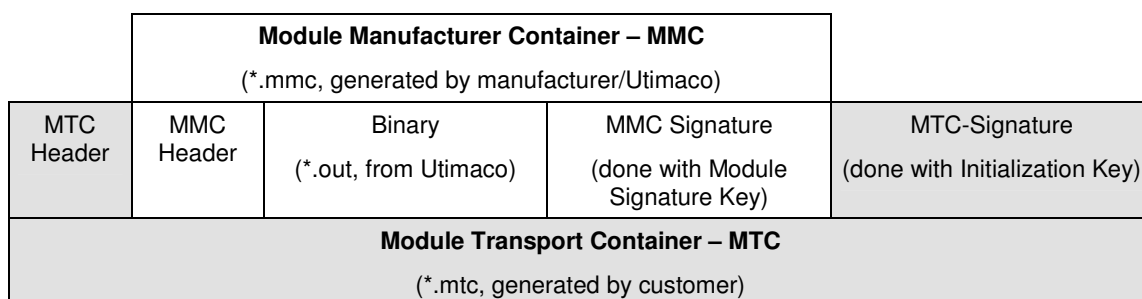 Module Manufacturer Container – MMC
(*.mmc, generated by manufacturer/Utimaco)
MTC
Header
MMC
Header
Binary
(*.out, from Utimaco)
MMC Signature
(done with Module
Signature Key)
MTC-Signature
(done with Initialization Key)
Module Transport Container – MTC
(*.mtc, generated by customer)